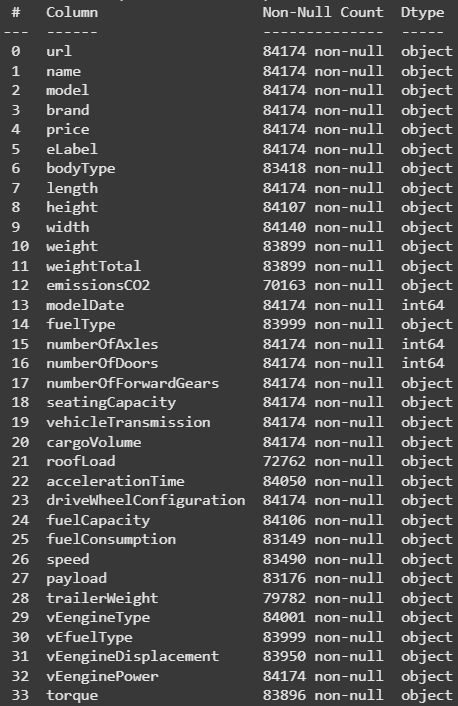 #   Column                     Non-Null Count  Dtype
---  ------                     --------------  -----
0   url                        84174 non-null  object
1   name                       84174 non-null  object
2   model                      84174 non-null  object
3   brand                      84174 non-null  object
4   price                      84174 non-null  object
5   eLabel                     84174 non-null  object
6   bodyType                   83418 non-null  object
7   length                     84174 non-null  object
8   height                     84107 non-null  object
9   width                      84140 non-null  object
10  weight                     83899 non-null  object
11  weightTotal                83899 non-null  object
12  emissionsCO2               70163 non-null  object
13  modelDate                  84174 non-null  int64
14  fuelType                   83999 non-null  object
15  numberOfAxles              84174 non-null  int64
16  numberOfDoors              84174 non-null  int64
17  numberOfForwardGears       84174 non-null  object
18  seatingCapacity            84174 non-null  object
19  vehicleTransmission        84174 non-null  object
20  cargoVolume                84174 non-null  object
21  roofLoad                   72762 non-null  object
22  accelerationTime           84050 non-null  object
23  driveWheelConfiguration    84174 non-null  object
24  fuelCapacity               84106 non-null  object
25  fuelConsumption            83149 non-null  object
26  speed                      83490 non-null  object
27  payload                    83176 non-null  object
28  trailerWeight              79782 non-null  object
29  vEengineType               84001 non-null  object
30  vEfuelType                 83999 non-null  object
31  vEengineDisplacement       83950 non-null  object
32  vEenginePower              84174 non-null  object
33  torque                     83896 non-null  object